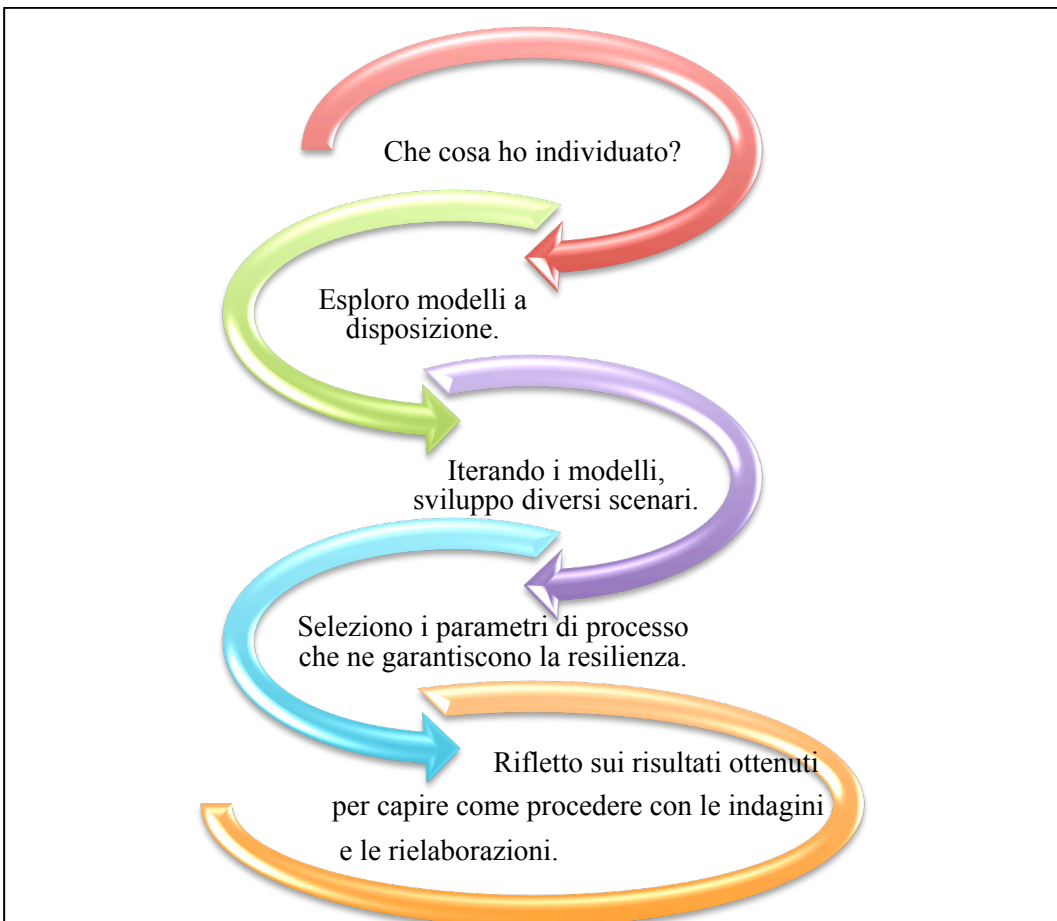 Che cosa ho individuato?
Esploro modelli a
disposizione.
Iterando i modelli,
sviluppo diversi scenari.
Seleziono i parametri di processo
che ne garantiscono la resilienza.
Rifletto sui risultati ottenuti
per capire come procedere con le indagini
e le rielaborazioni.